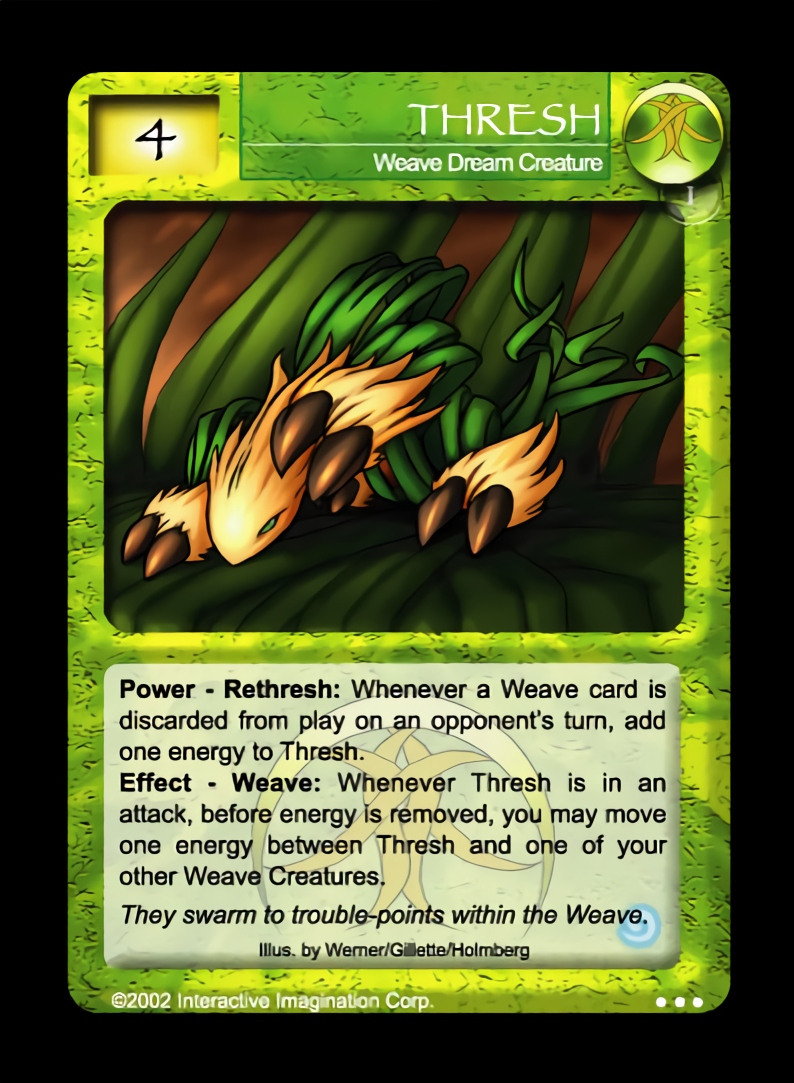 4
THRESH
Weave Dream Creature
1
Power - Rethresh: Whenever a Weave card is
discarded from play on an opponent's turn, add
one energy to Thresh.
Effect - Weave: Whenever Thresh is in an
attack, before energy is removed, you may move
one energy between Thresh and one of your
other Weave Creatures.
They swarm to trouble-points within the Weave.
Illus. by Werner/Gillette/Holmberg
©2002 Interactive Imagination Corp.